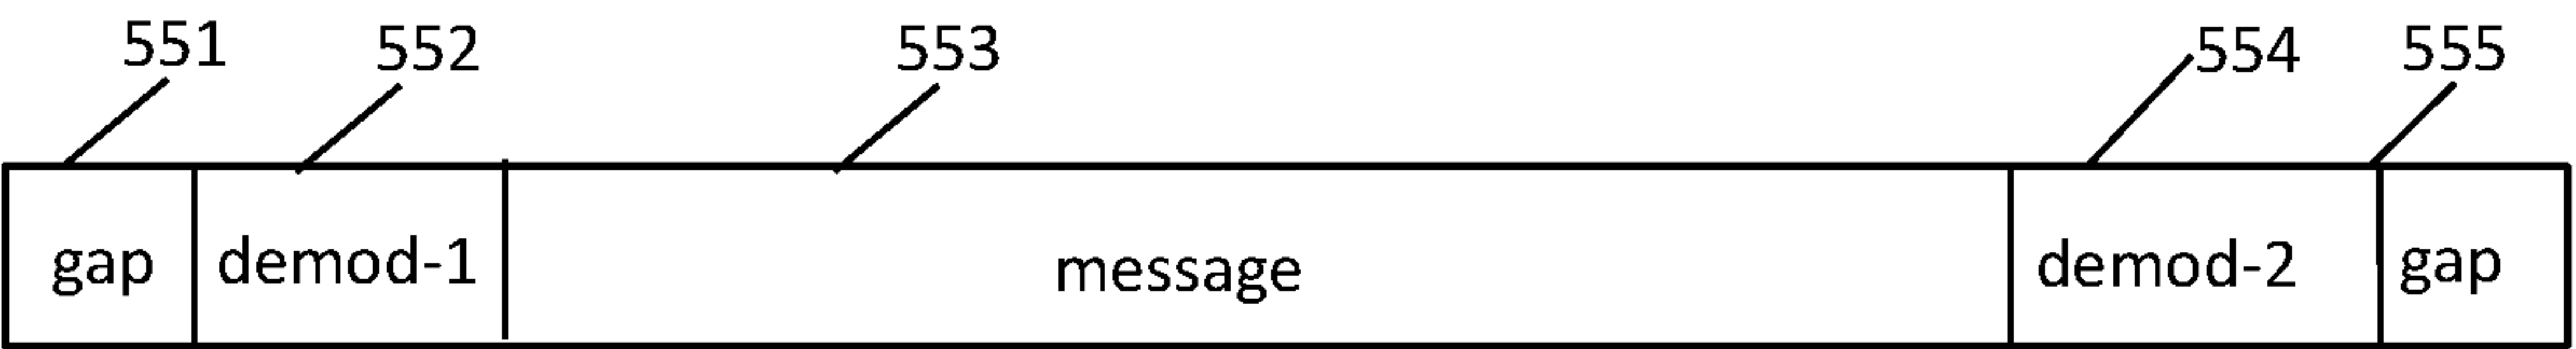 551 552 553 554 555
gap demod-1 message demod-2 gap